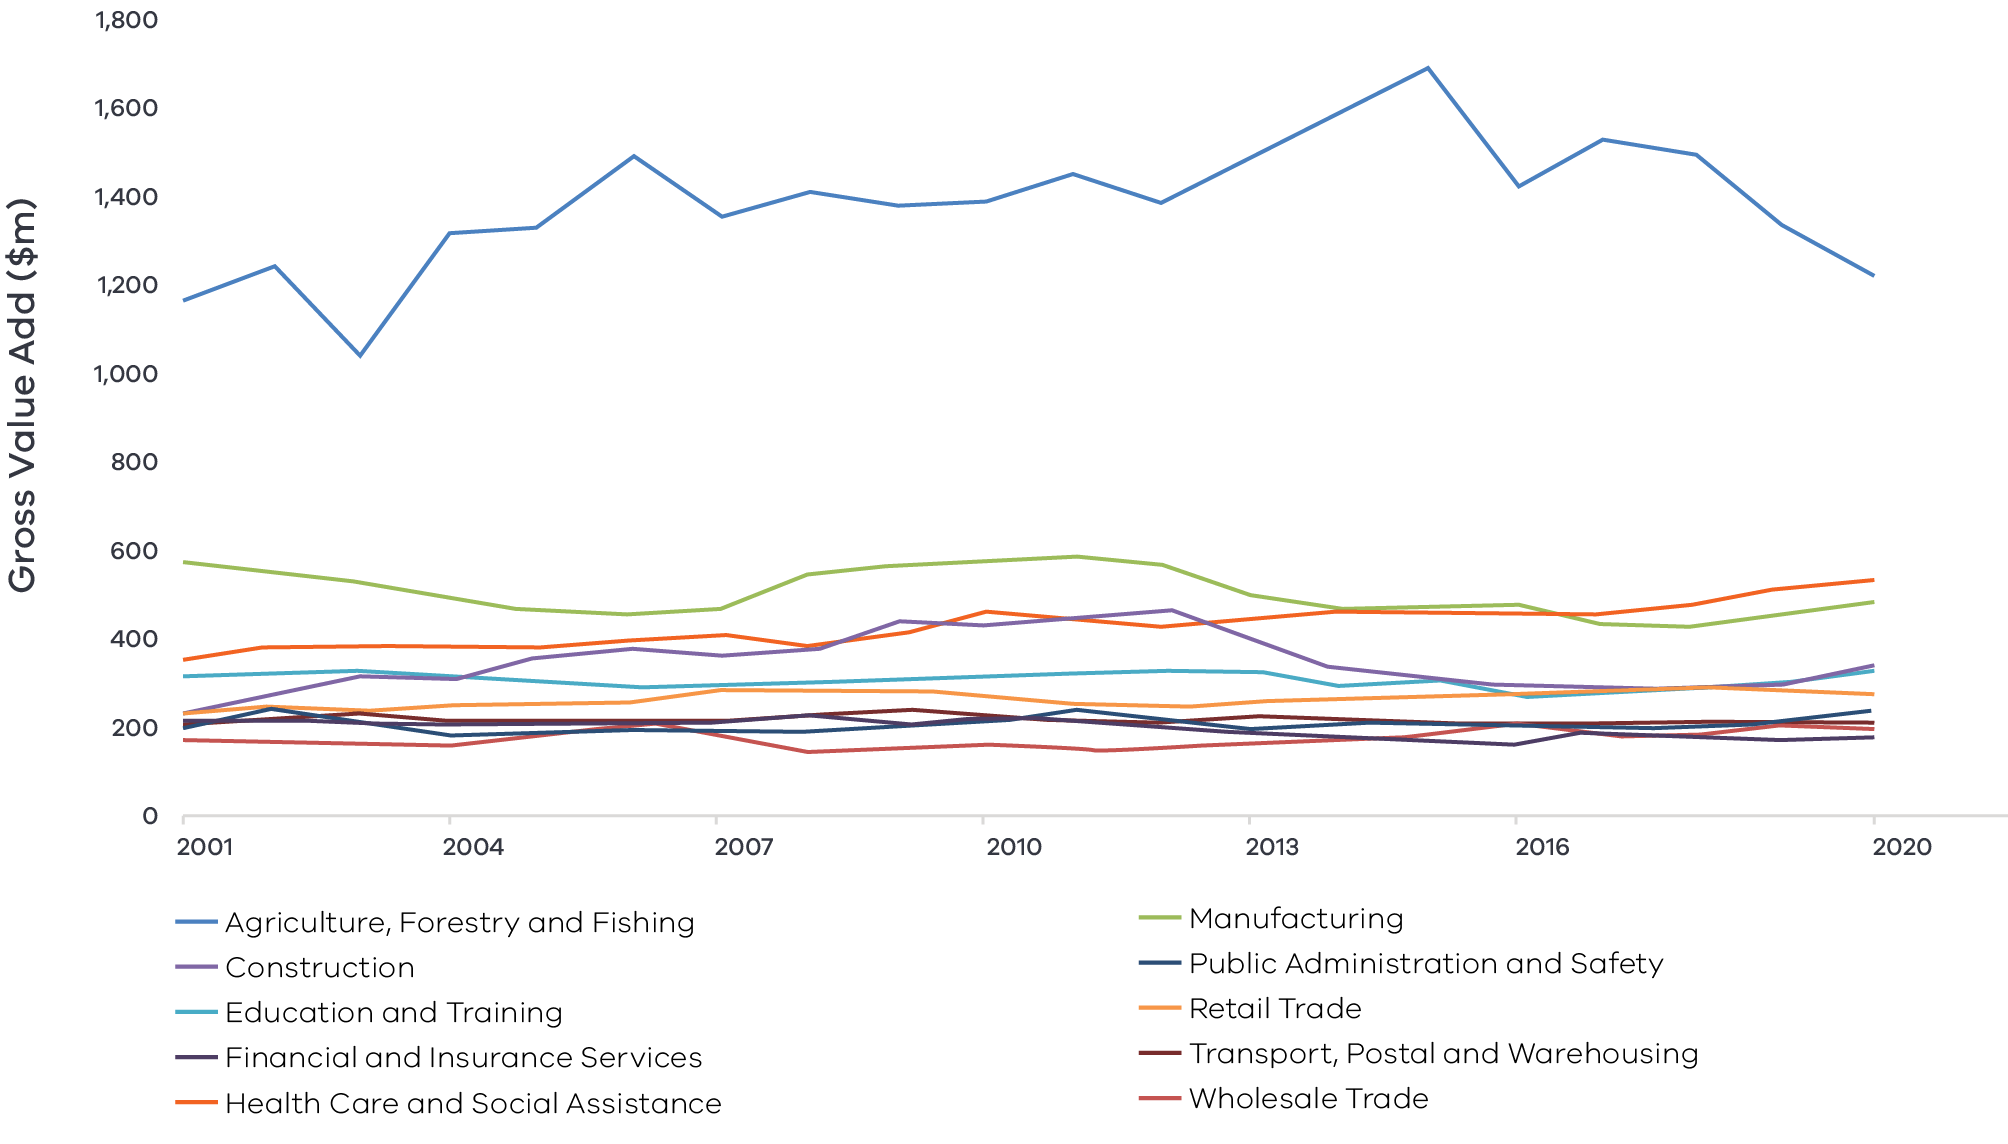 Gross Value Add ($m)
1,800
1,600
1,400
1,200
1,000
800
600
400
200
0
2001 2004 2007 2010 2013 2016 2020
Agriculture, Forestry and Fishing
Construction
Education and Training
Financial and Insurance Services
Health Care and Social Assistance
Manufacturing
Public Administration and Safety
Retail Trade
Transport, Postal and Warehousing
Wholesale Trade